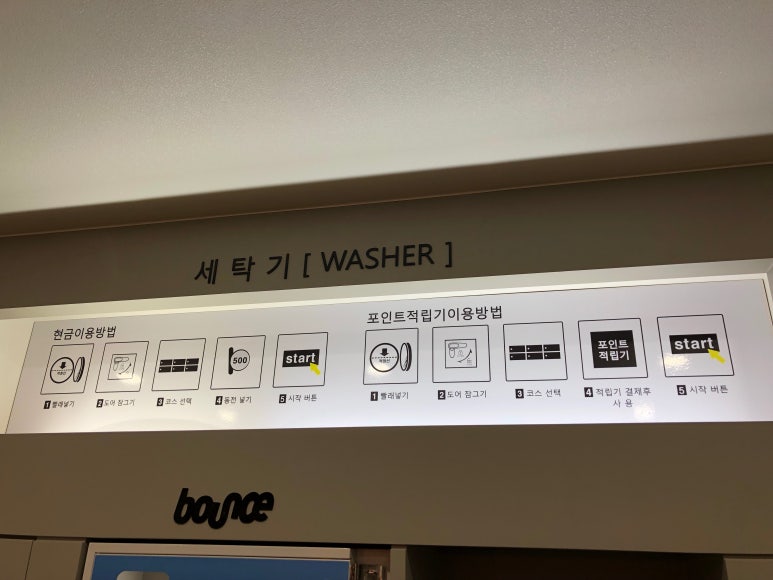 세탁기 [ WASHER ]
현금이용방법
1 빨래넣기
2 도어 잠그기
3 코스 선택
500
4 동전 넣기
start
5 시작 버튼
포인트적립기이용방법
1 빨래넣기
2 도어 잠그기
3 코스 선택
포인트
적립기
4 적립기 결제후
사 용
start
5 시작 버튼
bounce